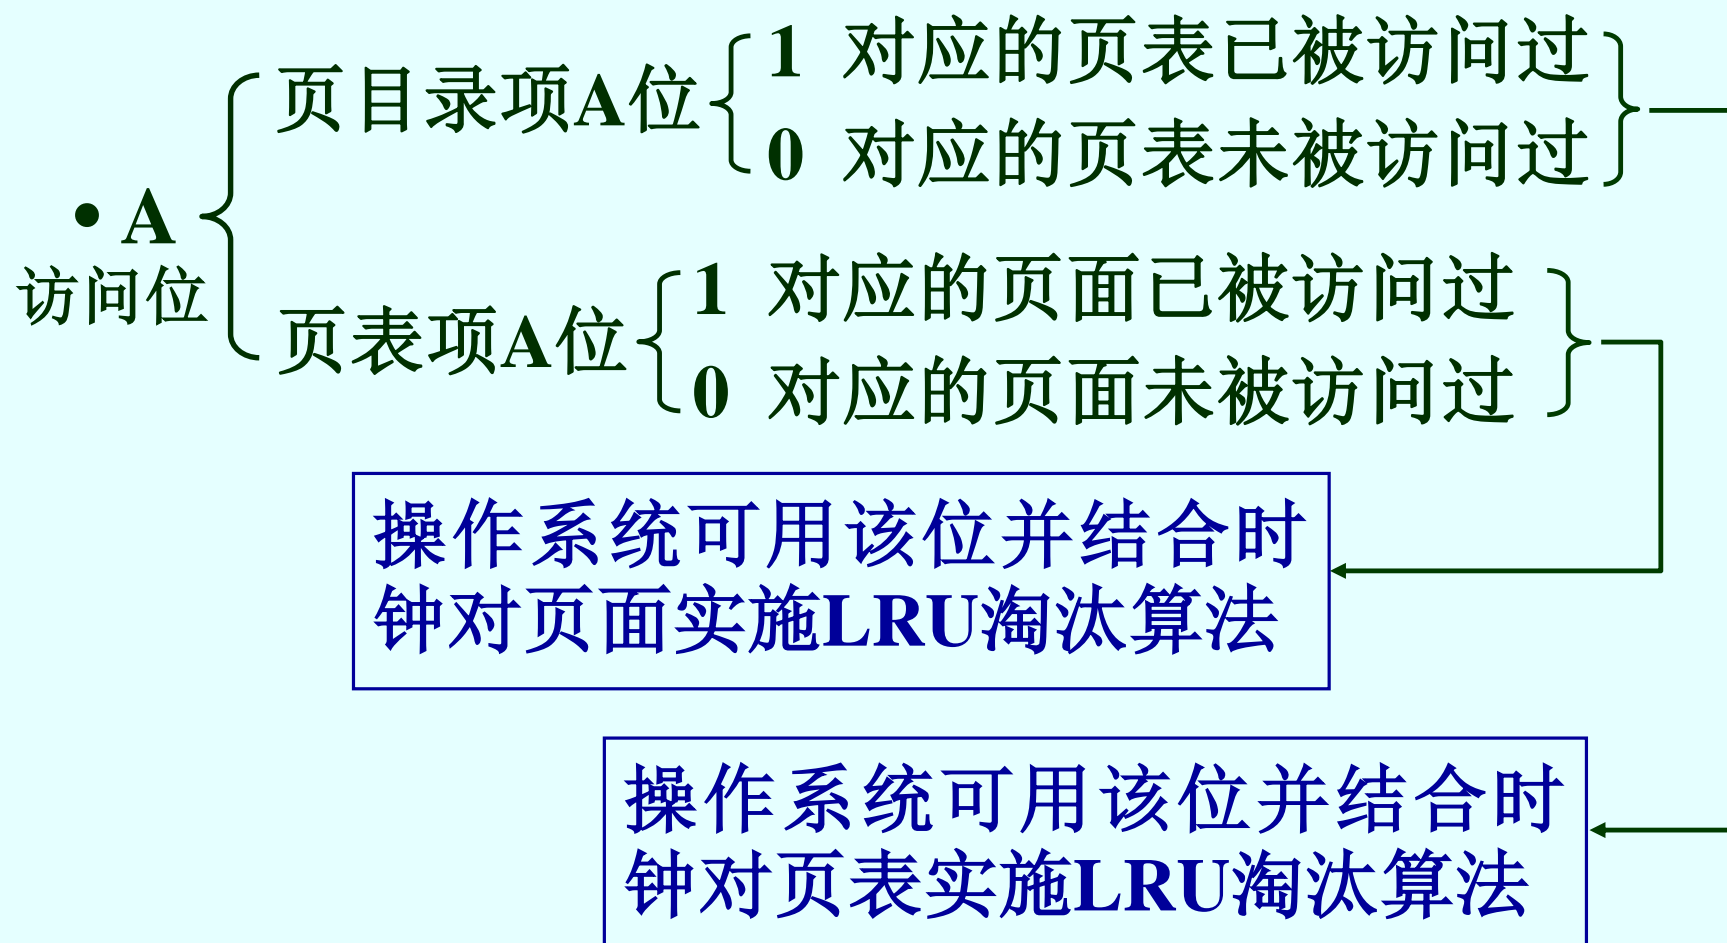 1 对应的页表已被访问过
页目录项A位
0 对应的页表未被访问过
• A
访问位
1 对应的页面已被访问过
页表项A位
0 对应的页面未被访问过
操作系统可用该位并结合时
钟对页面实施LRU淘汰算法
操作系统可用该位并结合时
钟对页表实施LRU淘汰算法